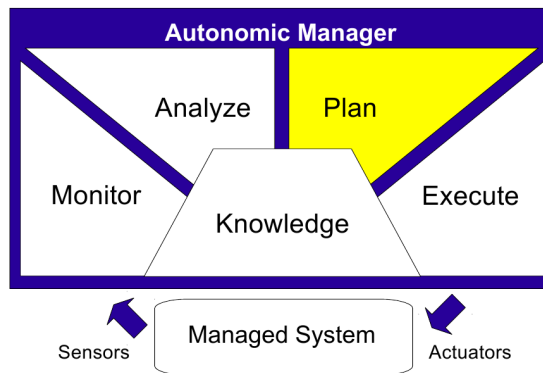 Autonomic Manager
Analyze
Plan
Monitor
Execute
Knowledge
Managed System
Sensors
Actuators